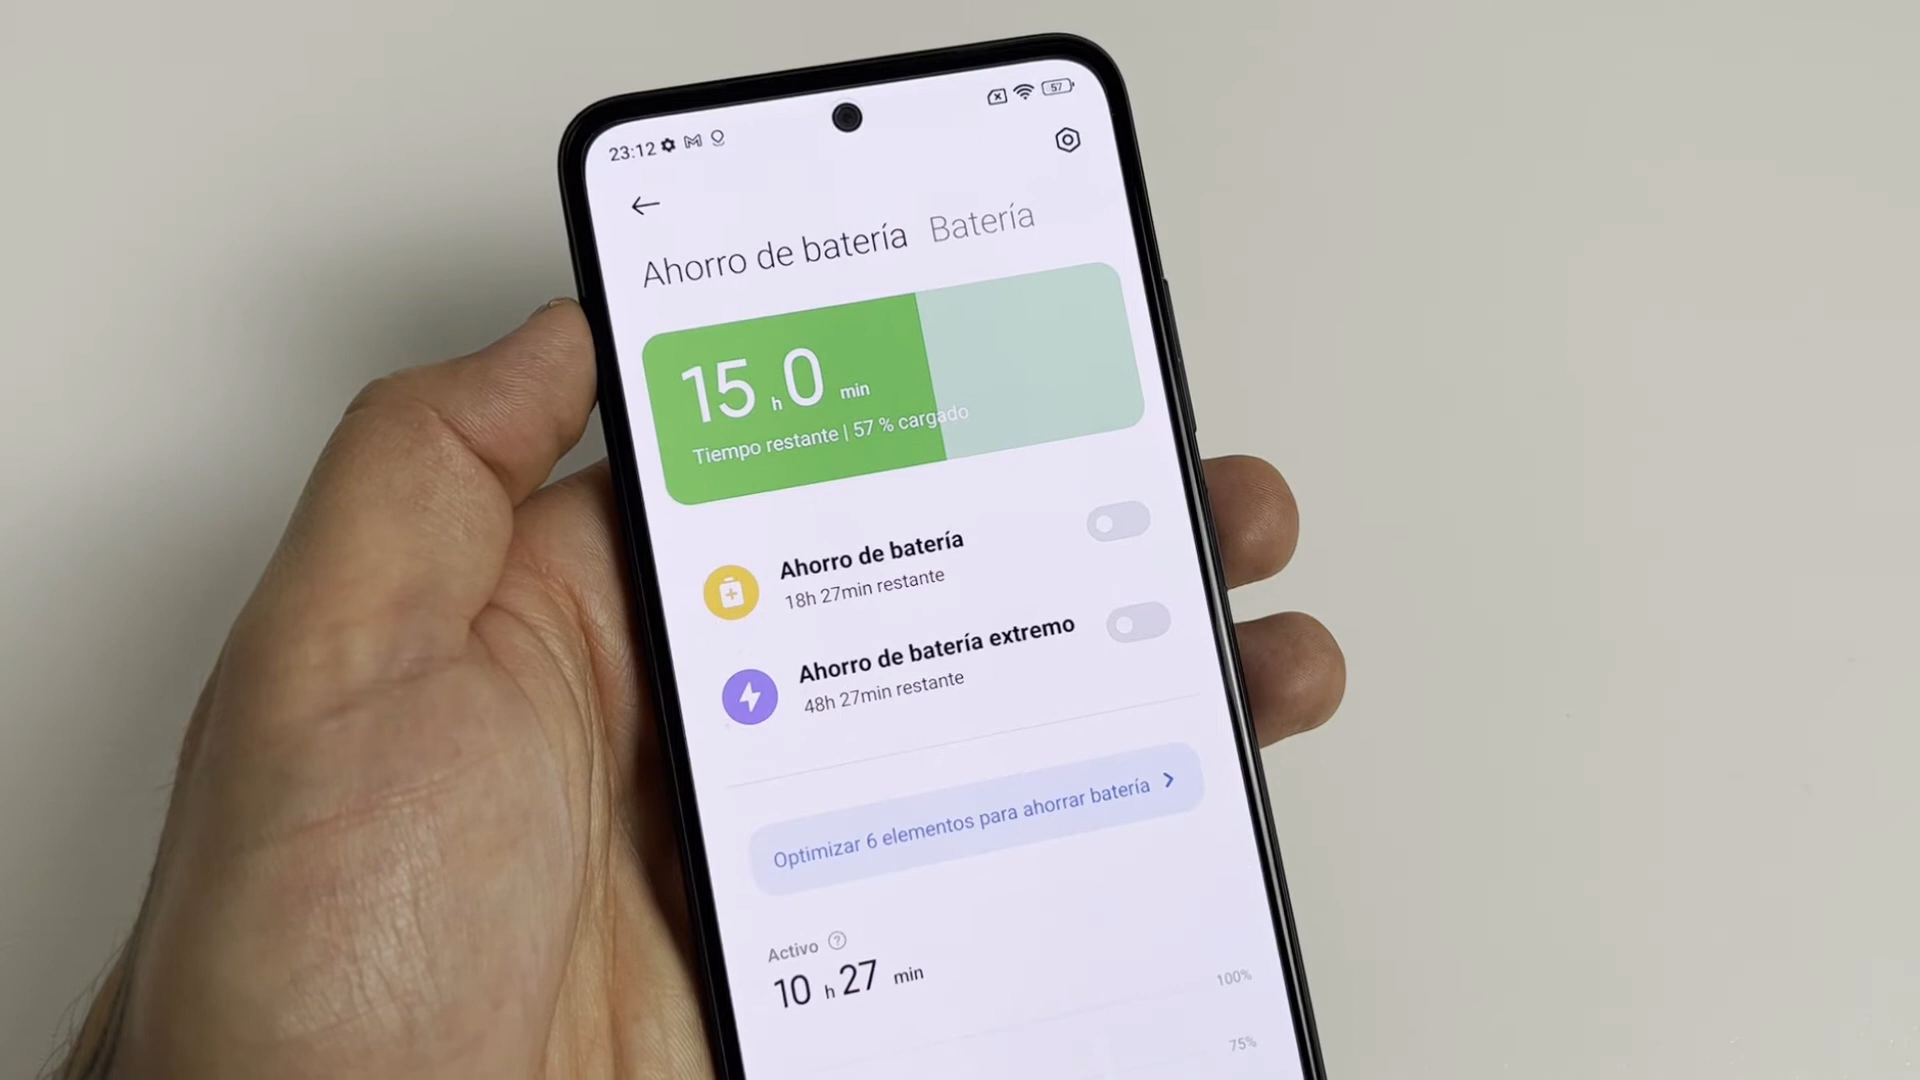 23:12
57
Ahorro de batería Batería
15 h 0 min
Tiempo restante | 57 % cargado
Ahorro de batería
18h 27min restante
Ahorro de batería extremo
48h 27min restante
Optimizar 6 elementos para ahorrar batería
Activo ?
10 h 27 min
100%
75%